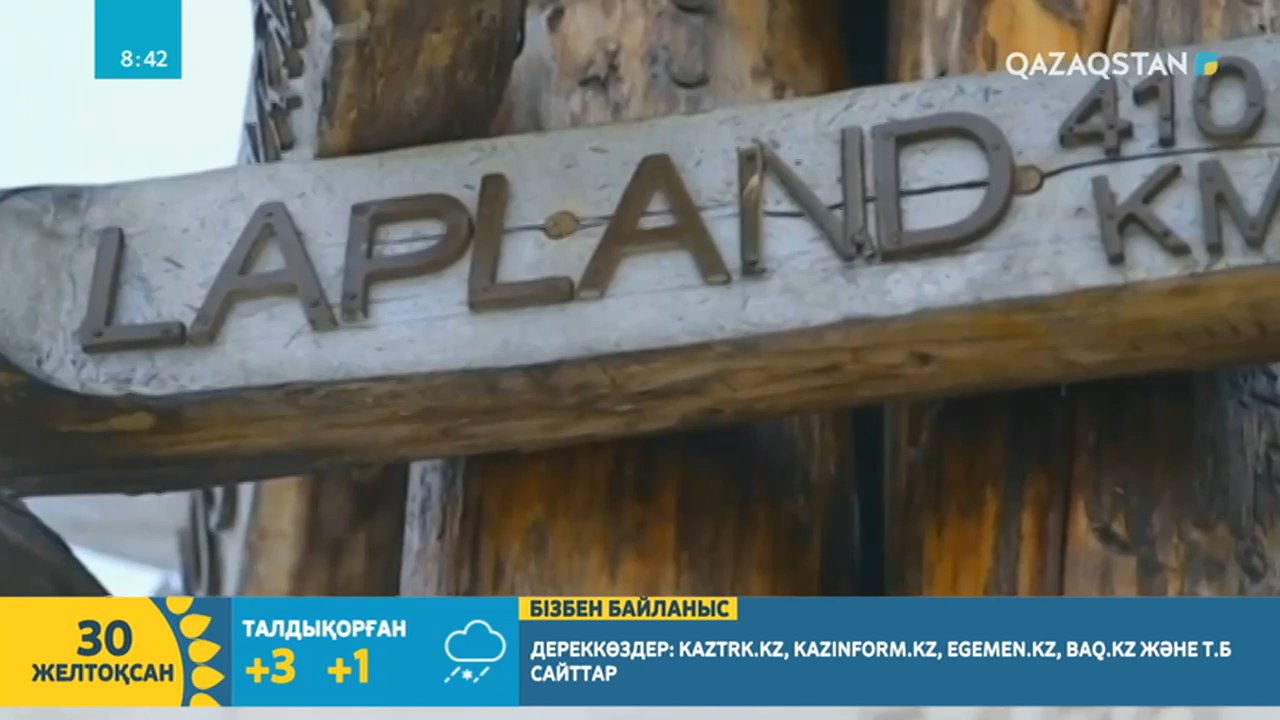 8:42
QAZAQSTAN
LAPLAND 410
KM
30
ЖЕЛТОҚСАН
ТАЛДЫҚОРҒАН
+3 +1
БІЗБЕН БАЙЛАНЫС
ДЕРЕККӨЗДЕР: KAZTRK.KZ, KAZINFORM.KZ, EGEMEN.KZ, BAQ.KZ ЖӘНЕ Т.Б
САЙТТАР